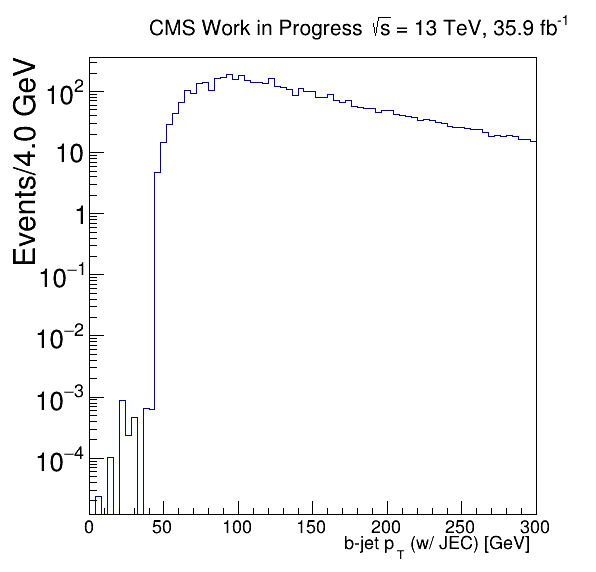 CMS Work in Progress √s = 13 TeV, 35.9 fb⁻¹
Events/4.0 GeV
10²
10
1
10⁻¹
10⁻²
10⁻³
10⁻⁴
0 50 100 150 200 250 300
b-jet p_T (w/ JEC) [GeV]